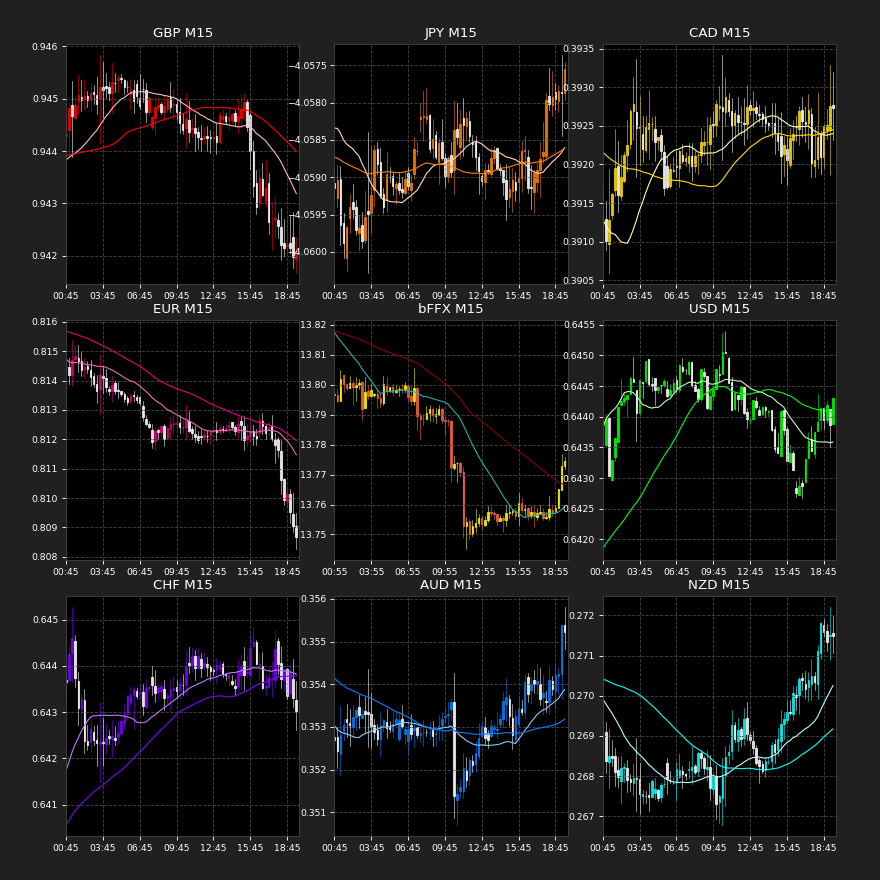 GBP M15 JPY M15 CAD M15
0.946 0.3935
−4.0575
0.3930
0.945 −4.0580
0.3925
0.944 −4.0585
−4.0590 0.3920
0.943 −4.0595 0.3915
0.942 −4.0600 0.3910
0.3905
00:45 03:45 06:45 09:45 12:45 15:45 18:45 00:45 03:45 06:45 09:45 12:45 15:45 18:45 00:45 03:45 06:45 09:45 12:45 15:45 18:45
EUR M15 bFFX M15 USD M15
0.816 13.82 0.6455
0.815 13.81 0.6450
0.814 13.80 0.6445
0.813 13.79 0.6440
0.812 13.78 0.6435
0.811 13.77 0.6430
0.810 13.76 0.6425
0.809 13.75 0.6420
0.808
00:45 03:45 06:45 09:45 12:45 15:45 18:45 00:55 03:55 06:55 09:55 12:55 15:55 18:55 00:45 03:45 06:45 09:45 12:45 15:45 18:45
CHF M15 AUD M15 NZD M15
0.645 0.356 0.272
0.355 0.271
0.644 0.354 0.270
0.643 0.353 0.269
0.642 0.352 0.268
0.641 0.351 0.267
00:45 03:45 06:45 09:45 12:45 15:45 18:45 00:45 03:45 06:45 09:45 12:45 15:45 18:45 00:45 03:45 06:45 09:45 12:45 15:45 18:45